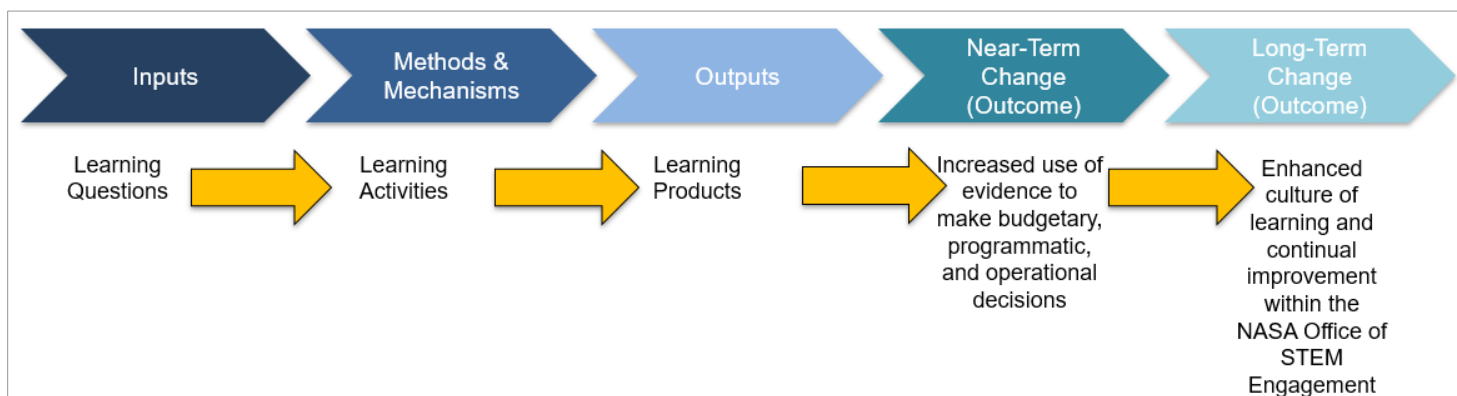 Inputs
Methods &
Mechanisms
Outputs
Near-Term
Change
(Outcome)
Long-Term
Change
(Outcome)
Learning
Questions
Learning
Activities
Learning
Products
Increased use of
evidence to
make budgetary,
programmatic,
and operational
decisions
Enhanced
culture of
learning and
continual
improvement
within the
NASA Office of
STEM
Engagement